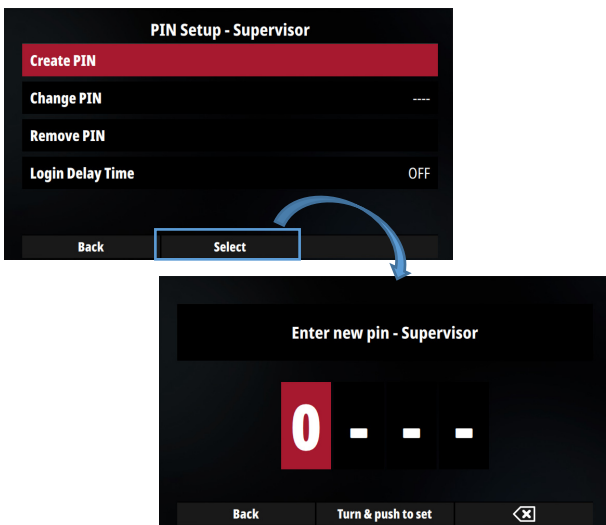 PIN Setup - Supervisor
Create PIN
Change PIN ----
Remove PIN
Login Delay Time OFF
Back Select
Enter new pin - Supervisor
0 - - -
Back Turn & push to set